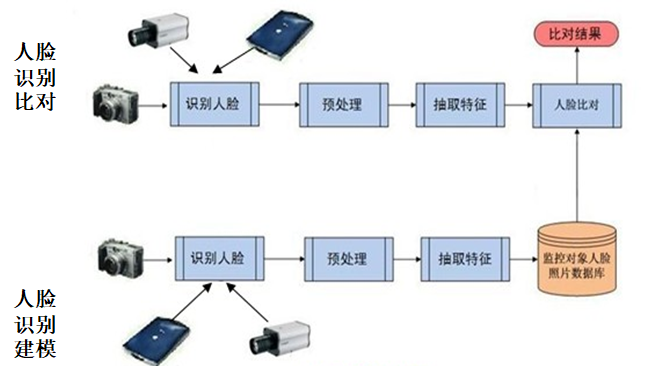 人脸
识别
比对
比对结果
识别人脸
预处理
抽取特征
人脸比对
识别人脸
预处理
抽取特征
监控对象人脸
照片数据库
人脸
识别
建模